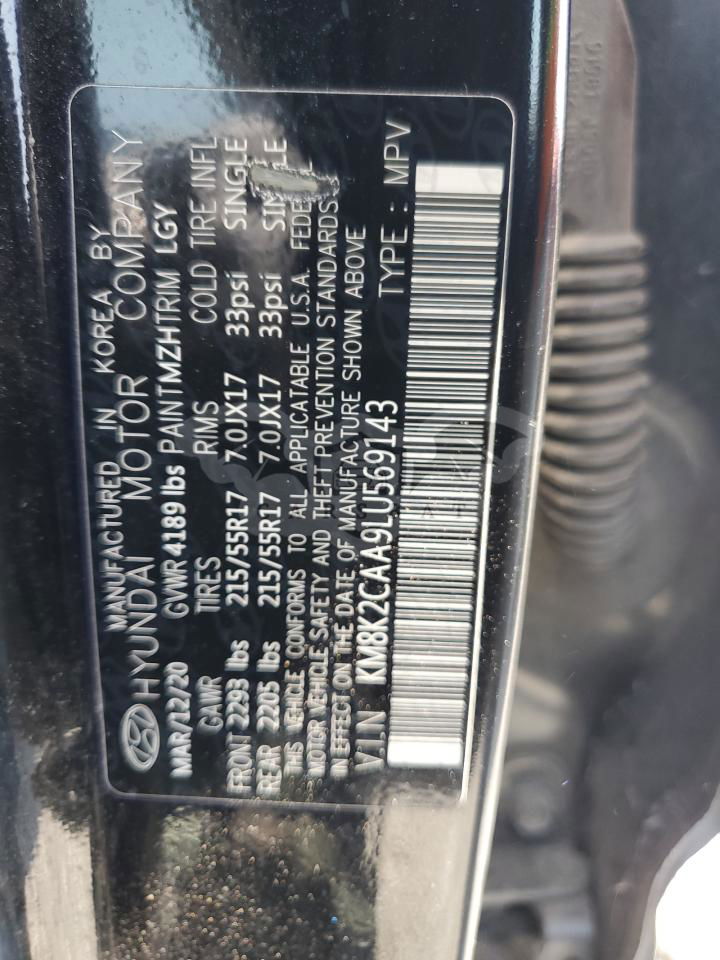 MANUFACTURED IN KOREA BY
HYUNDAI MOTOR COMPANY
MAR/12/20 GVWR 4189 lbs PAINT MZH TRIM LGY
GAWR TIRES RIMS COLD TIRE INFL
FRONT 2293 lbs 215/55R17 7.0JX17 33psi SINGLE
REAR 2205 lbs 215/55R17 7.0JX17 33psi
THIS VEHICLE CONFORMS TO ALL APPLICATABLE U.S.A.
MOTOR VEHICLE SAFETY AND THEFT PREVENTION STANDARDS
IN EFFECT ON THE DATE OF MANUFACTURE SHOWN ABOVE
V.I.N KM8K2CAA9LU569143 TYPE : MPV